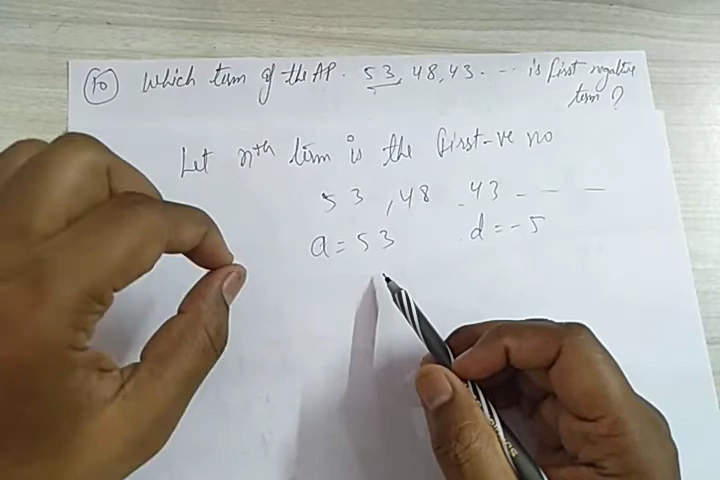 10 Which term of the AP. 53, 48, 43. ... is first negative
term ?
Let nth term is the first -ve no
53, 48 43 - - -
a = 53 d = -5